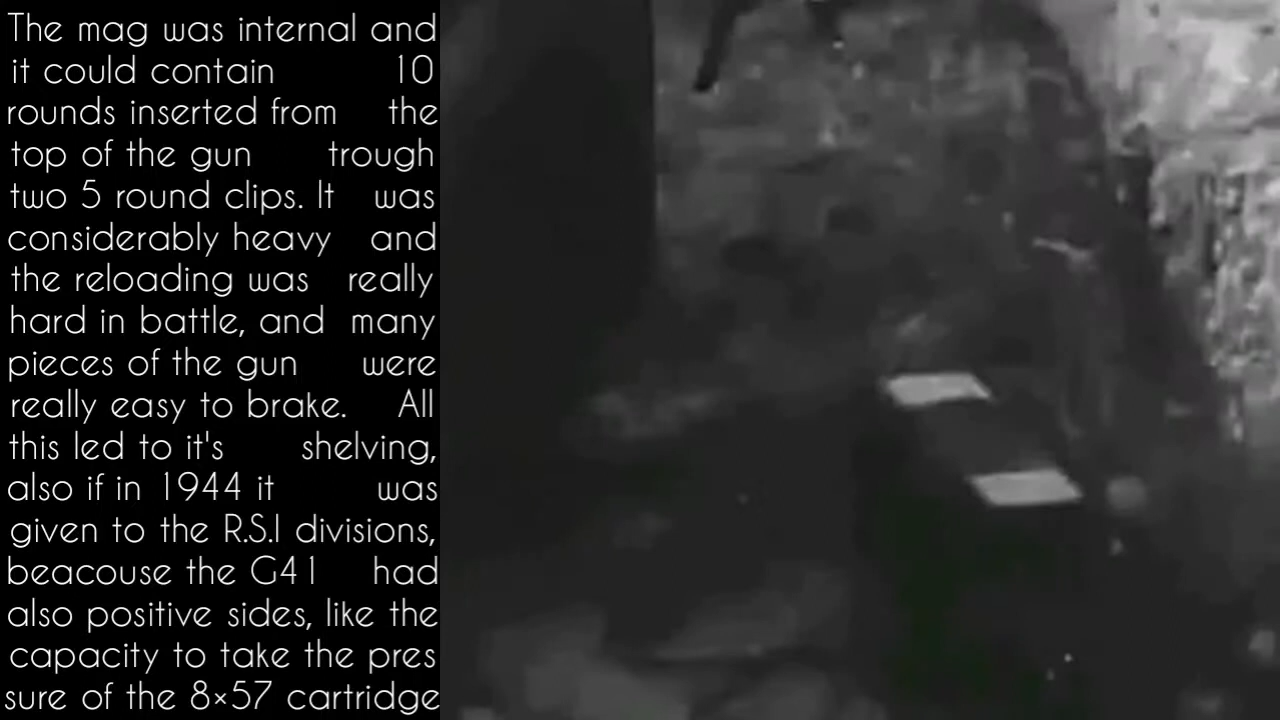 The mag was internal and
it could contain 10
rounds inserted from the
top of the gun trough
two 5 round clips. It was
considerably heavy and
the reloading was really
hard in battle, and many
pieces of the gun were
really easy to brake. All
this led to it's shelving,
also if in 1944 it was
given to the R.S.I divisions,
beacouse the G41 had
also positive sides, like the
capacity to take the pres
sure of the 8×57 cartridge